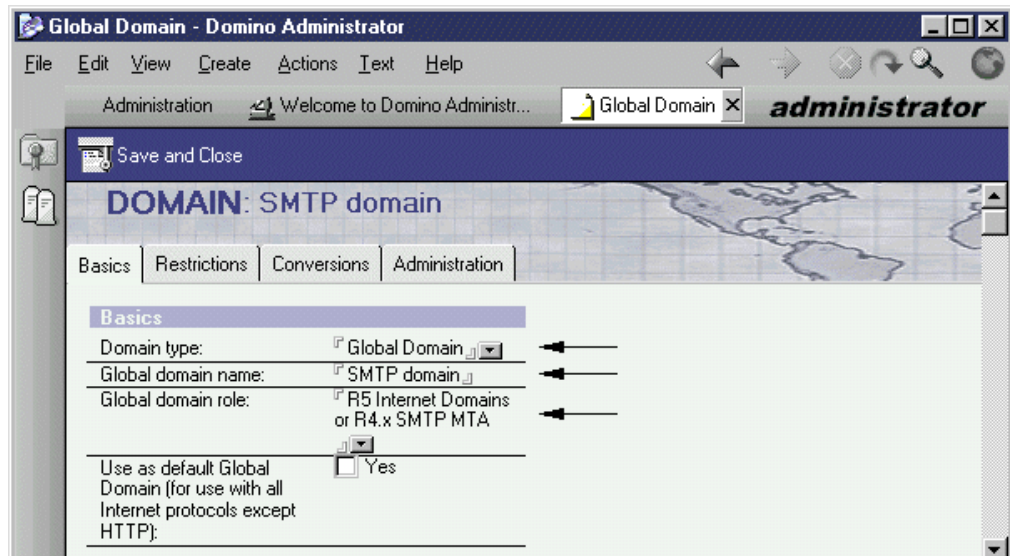 Global Domain - Domino Administrator
File Edit View Create Actions Text Help
Administration Welcome to Domino Administr... Global Domain administrator
Save and Close
DOMAIN: SMTP domain
Basics Restrictions Conversions Administration
Basics
Domain type: Global Domain
Global domain name: SMTP domain
Global domain role: R5 Internet Domains
or R4.x SMTP MTA
Use as default Global Yes
Domain (for use with all
Internet protocols except
HTTP):